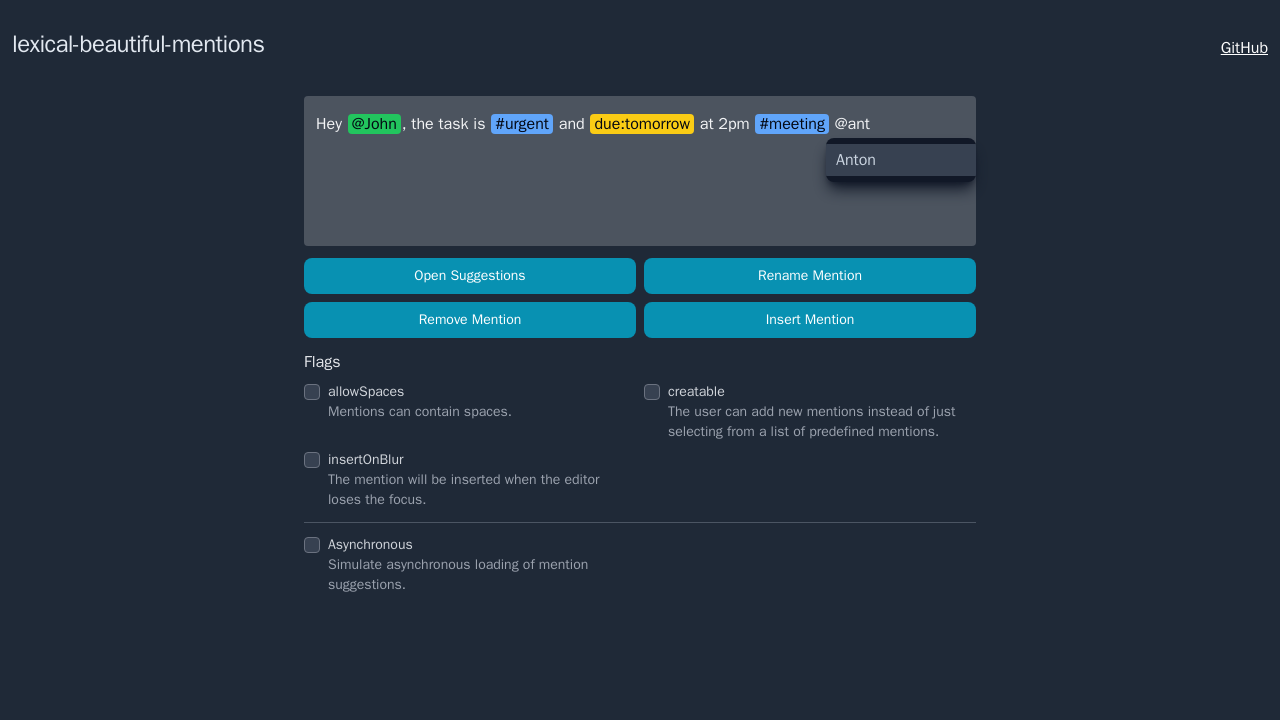 lexical-beautiful-mentions
GitHub
Hey @John, the task is #urgent and due:tomorrow at 2pm #meeting @ant
Anton
Open Suggestions
Rename Mention
Remove Mention
Insert Mention
Flags
allowSpaces
Mentions can contain spaces.
creatable
The user can add new mentions instead of just
selecting from a list of predefined mentions.
insertOnBlur
The mention will be inserted when the editor
loses the focus.
Asynchronous
Simulate asynchronous loading of mention
suggestions.